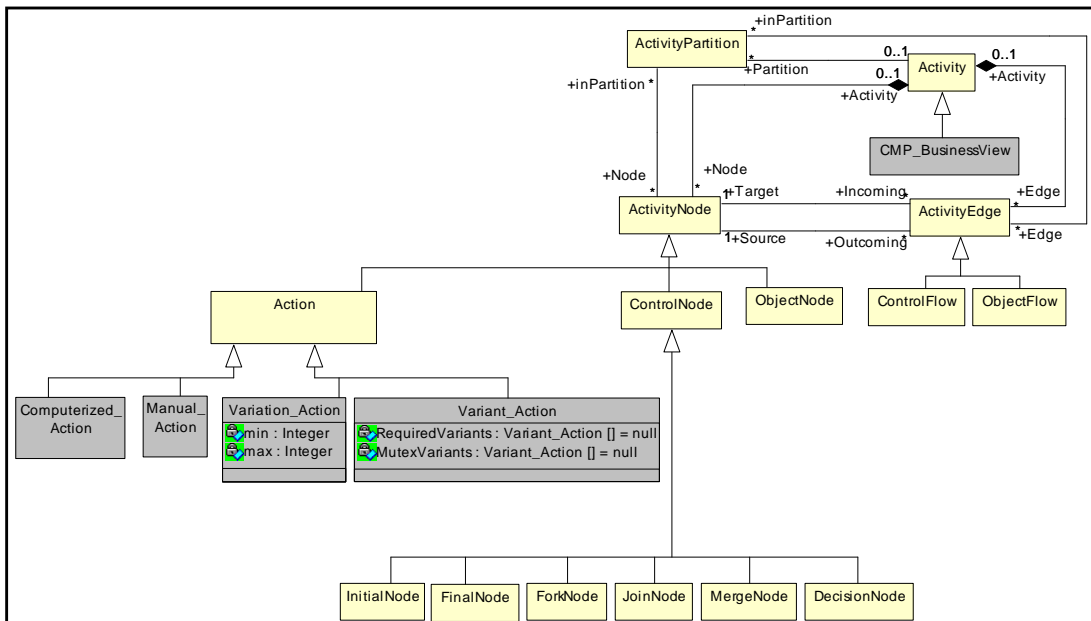 +inPartition
*
ActivityPartition
*
+Partition
0..1
Activity
0..1
+Activity
0..1
+Activity
+inPartition *
CMP_BusinessView
+Node
*
+Node
*
ActivityNode
1
+Target
+Incoming
*
1
+Source
+Outcoming
*
ActivityEdge
+Edge
*
*
+Edge
Action
ControlNode
ObjectNode
ControlFlow
ObjectFlow
Computerized_
Action
Manual_
Action
Variation_Action
min : Integer
max : Integer
Variant_Action
RequiredVariants : Variant_Action [] = null
MutexVariants : Variant_Action [] = null
InitialNode
FinalNode
ForkNode
JoinNode
MergeNode
DecisionNode